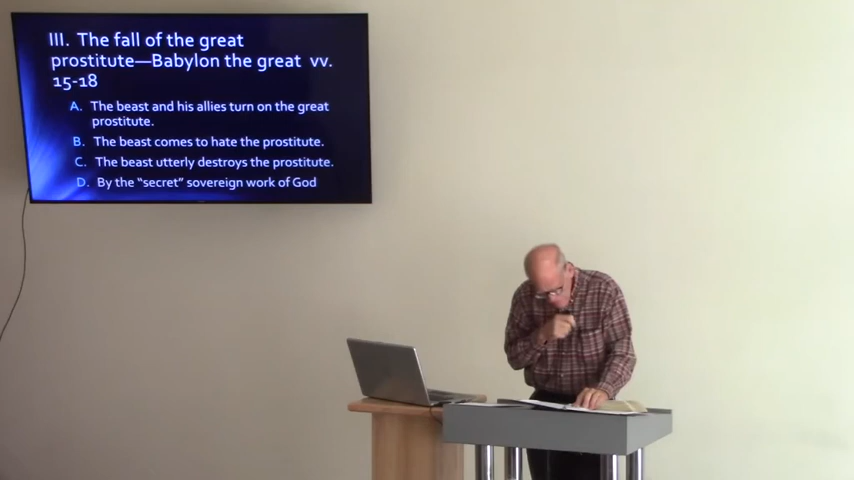 III. The fall of the great
prostitute—Babylon the great vv.
15-18
A. The beast and his allies turn on the great
prostitute.
B. The beast comes to hate the prostitute.
C. The beast utterly destroys the prostitute.
D. By the “secret” sovereign work of God